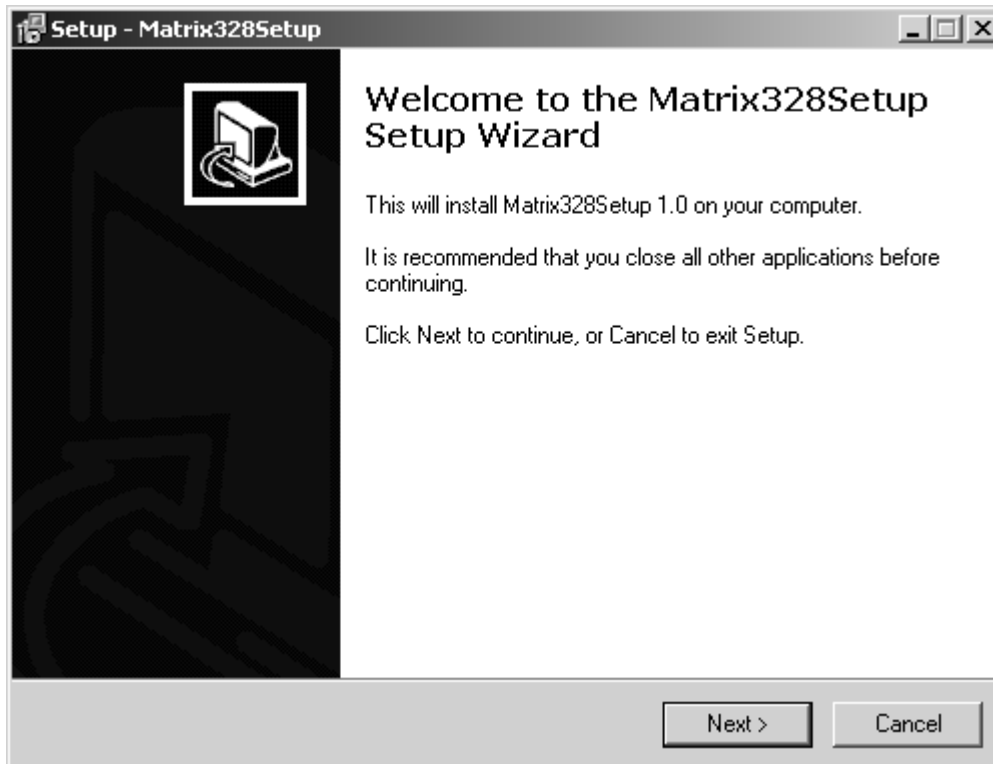 Setup - Matrix328Setup
Welcome to the Matrix328Setup
Setup Wizard
This will install Matrix328Setup 1.0 on your computer.
It is recommended that you close all other applications before
continuing.
Click Next to continue, or Cancel to exit Setup.
Next >
Cancel